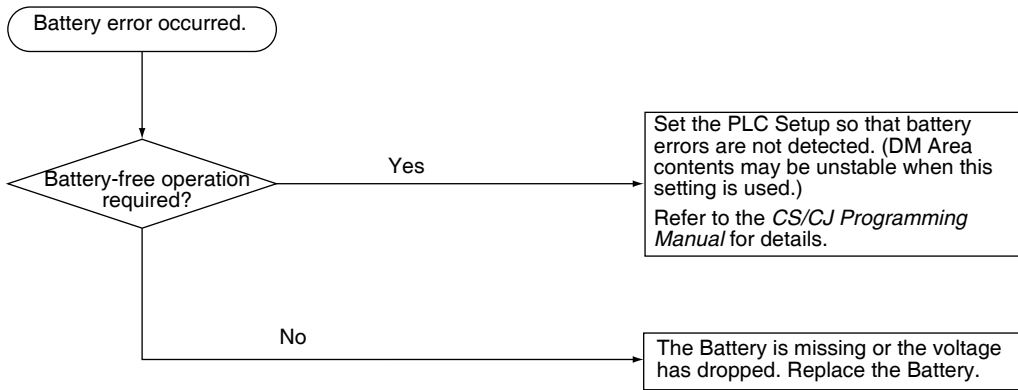 Battery error occurred.
Battery-free operation
required?
Yes
Set the PLC Setup so that battery
errors are not detected. (DM Area
contents may be unstable when this
setting is used.)
Refer to the CS/CJ Programming
Manual for details.
No
The Battery is missing or the voltage
has dropped. Replace the Battery.